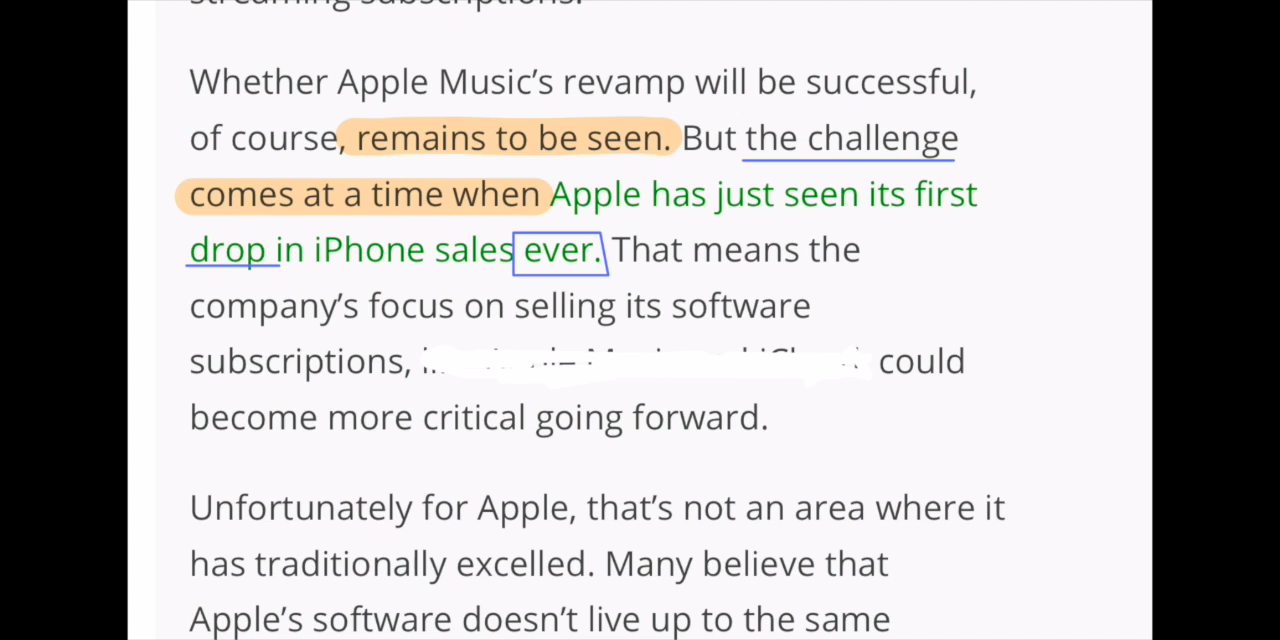 streaming subscriptions.
Whether Apple Music’s revamp will be successful,
of course, remains to be seen. But the challenge
comes at a time when Apple has just seen its first
drop in iPhone sales ever. That means the
company’s focus on selling its software
subscriptions, could
become more critical going forward.
Unfortunately for Apple, that’s not an area where it
has traditionally excelled. Many believe that
Apple’s software doesn’t live up to the same